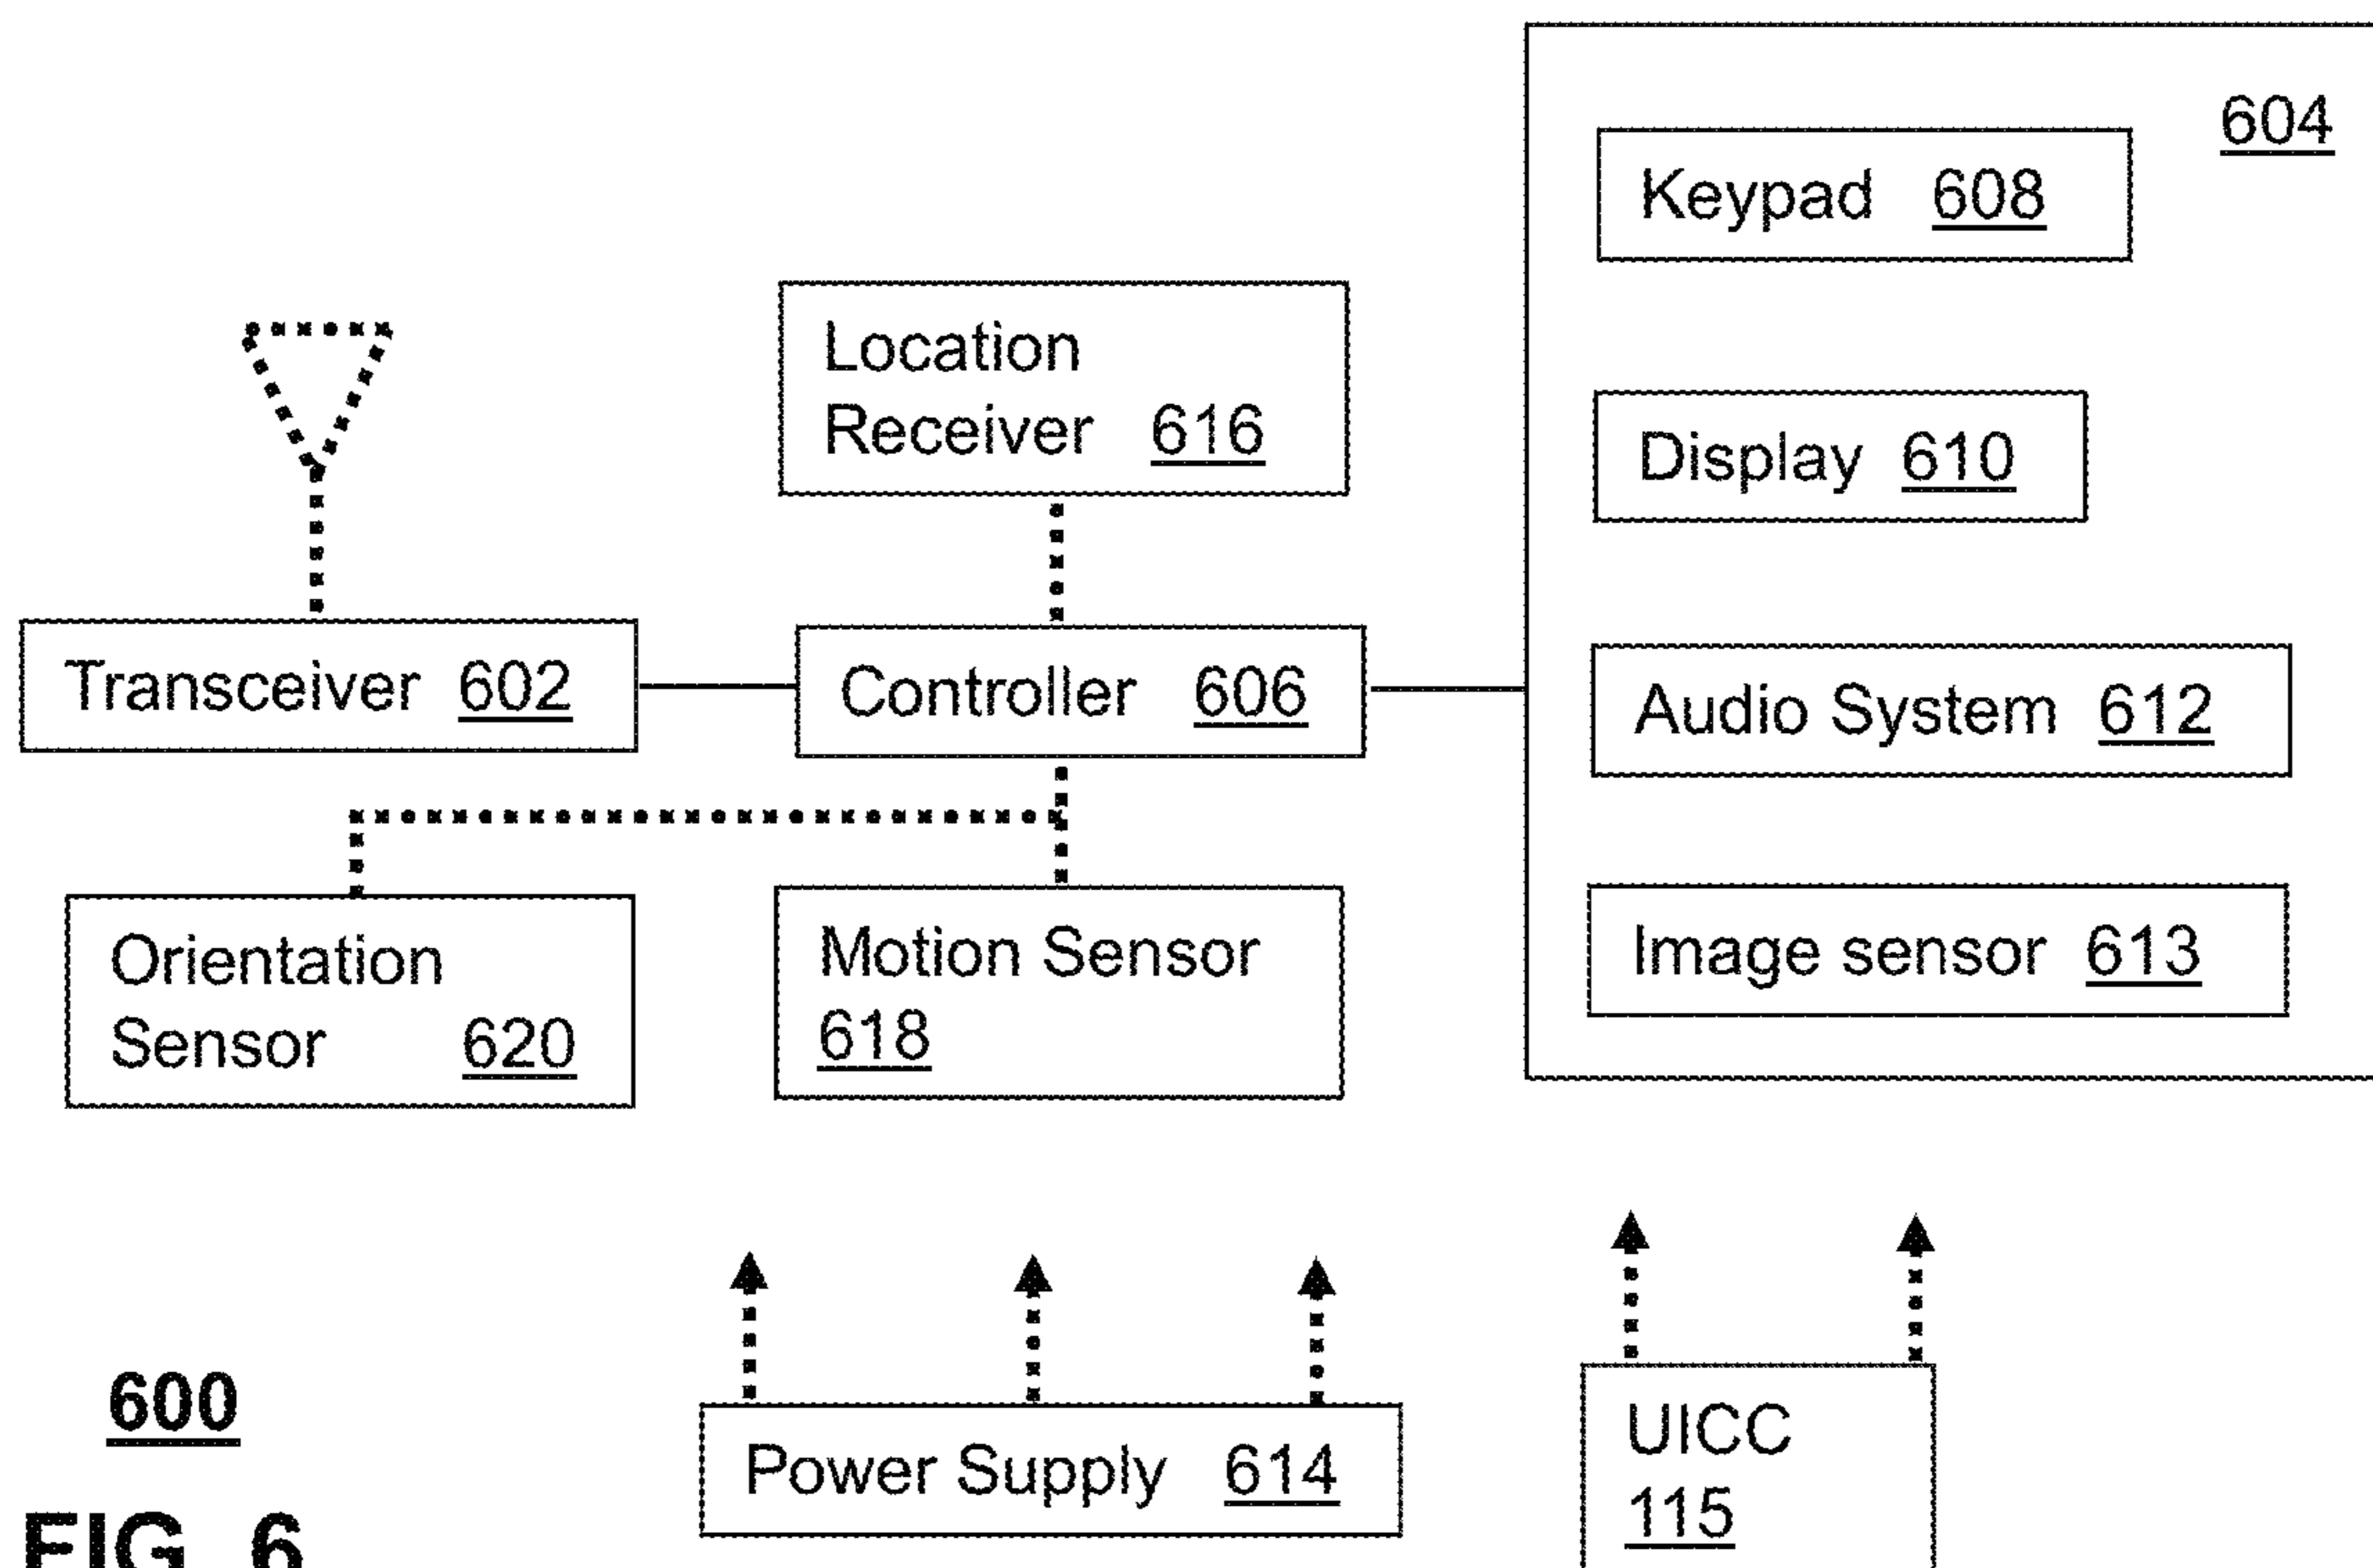 604
Keypad 608
Location
Receiver 616
Display 610
Transceiver 602
Controller 606
Audio System 612
Orientation
Sensor 620
Motion Sensor
618
Image sensor 613
600
FIG. 6
Power Supply 614
UICC
115